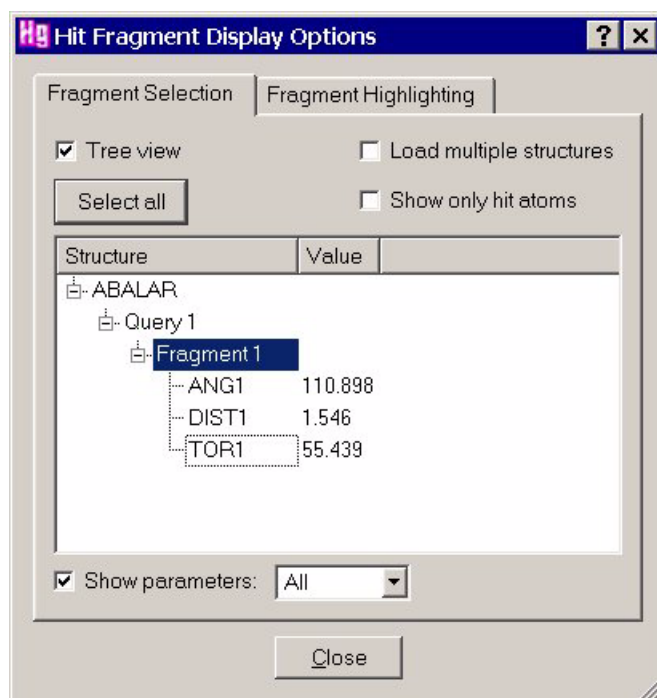 Hg Hit Fragment Display Options ? ×
Fragment Selection Fragment Highlighting
Tree view Load multiple structures
Select all Show only hit atoms
Structure Value
ABALAR
Query 1
Fragment 1
ANG1 110.898
DIST1 1.546
TOR1 55.439
Show parameters: All
Close